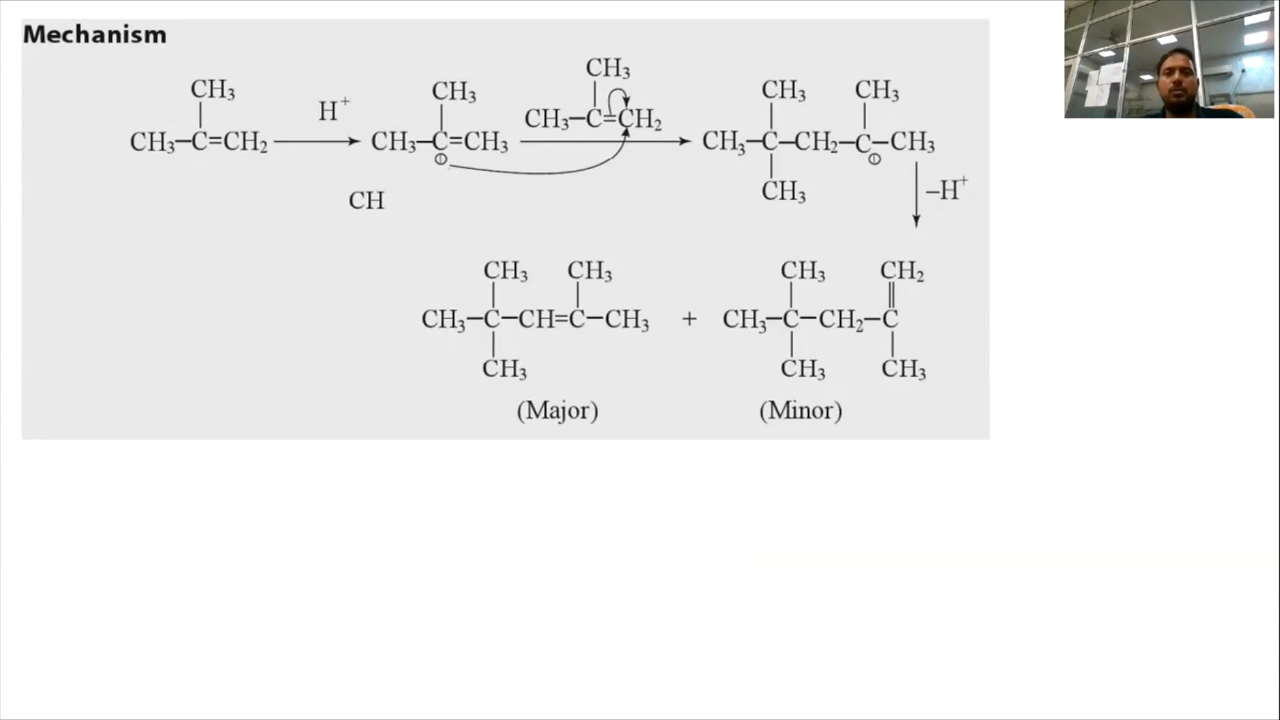 Mechanism
CH₃ CH₃ CH₃ CH₃ CH₃
H⁺
CH₃–C=CH₂ CH₃–C=CH₃ CH₃–C=CH₂ CH₃–C–CH₂–C–CH₃
⊕ ⊕
CH CH₃ –H⁺
CH₃ CH₃ CH₃ CH₂
CH₃–C–CH=C–CH₃ + CH₃–C–CH₂–C
CH₃ CH₃ CH₃
(Major) (Minor)